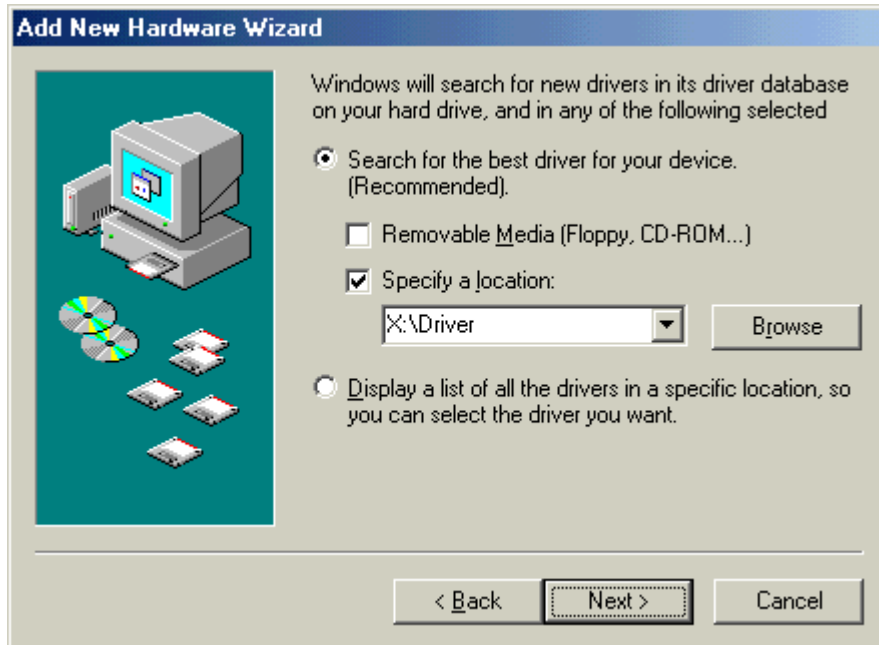 Add New Hardware Wizard
Windows will search for new drivers in its driver database
on your hard drive, and in any of the following selected
Search for the best driver for your device.
(Recommended).
Removable Media (Floppy, CD-ROM...)
Specify a location:
X:\Driver
Browse
Display a list of all the drivers in a specific location, so
you can select the driver you want.
< Back
Next >
Cancel